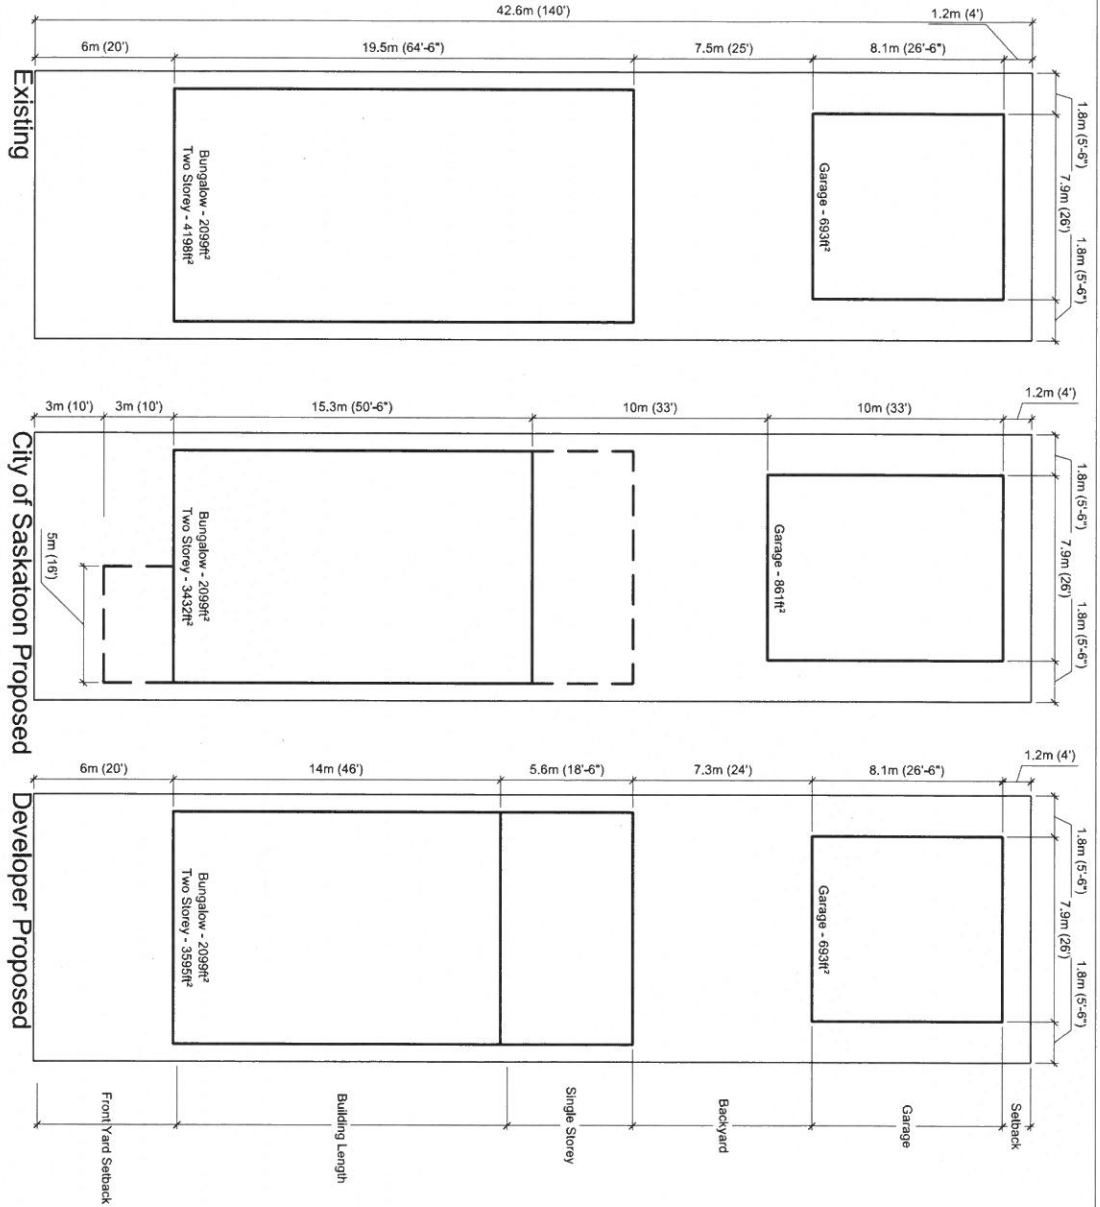 42.6m (140')
1.2m (4')
6m (20')
19.5m (64'-6")
7.5m (25')
8.1m (26'-6")
1.8m (5'-6")
7.9m (26')
1.8m (5'-6")
Garage - 693ft²
Bungalow - 2099ft²
Two Storey - 4198ft²
Existing
1.2m (4')
3m (10')
3m (10')
15.3m (50'-6")
10m (33')
10m (33')
1.8m (5'-6")
7.9m (26')
1.8m (5'-6")
Garage - 861ft²
Bungalow - 2099ft²
Two Storey - 3432ft²
5m (16')
City of Saskatoon Proposed
1.2m (4')
6m (20')
14m (46')
5.6m (18'-6")
7.3m (24')
8.1m (26'-6")
1.8m (5'-6")
7.9m (26')
1.8m (5'-6")
Garage - 693ft²
Bungalow - 2099ft²
Two Storey - 3595ft²
Developer Proposed
Front Yard Setback
Building Length
Single Storey
Backyard
Garage
Setback